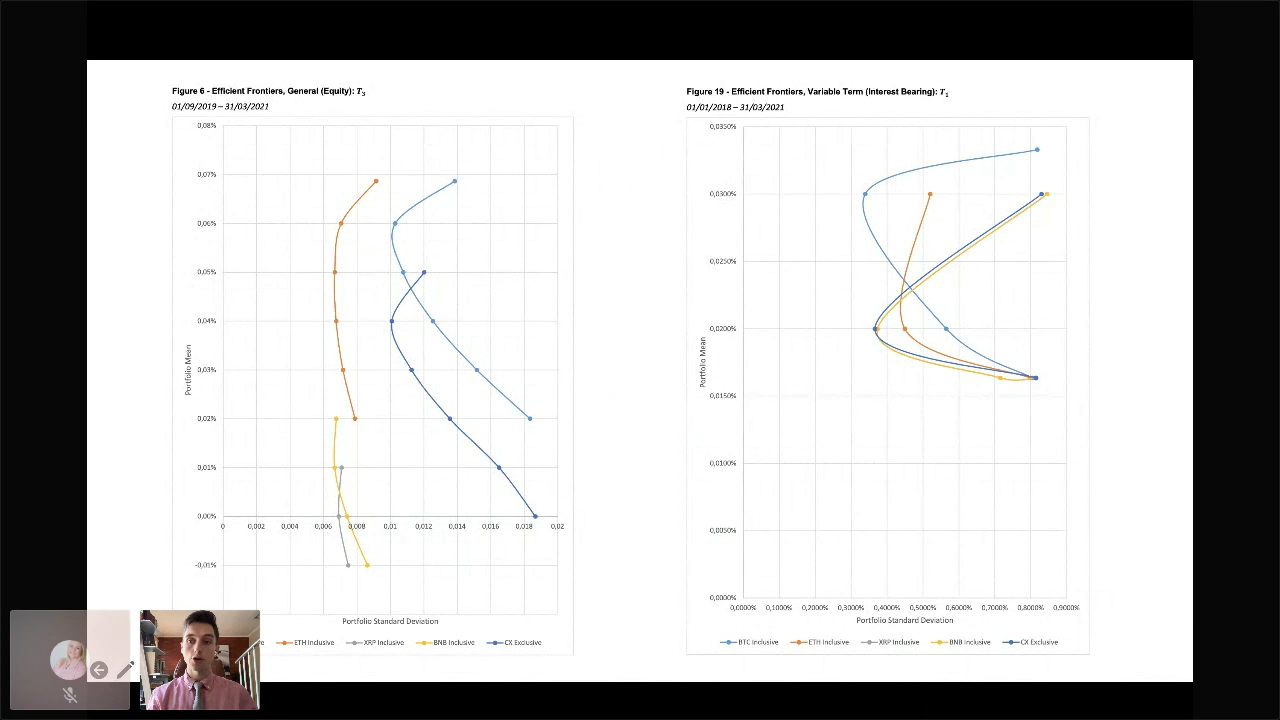 Figure 6 - Efficient Frontiers, General (Equity): T3
01/09/2019 – 31/03/2021
0,08%
0,07%
0,06%
0,05%
0,04%
0,03%
0,02%
0,01%
0,00%
-0,01%
Portfolio Mean
0 0,002 0,004 0,006 0,008 0,01 0,012 0,014 0,016 0,018 0,02
Portfolio Standard Deviation
ETH Inclusive XRP Inclusive BNB Inclusive CX Exclusive
Figure 19 - Efficient Frontiers, Variable Term (Interest Bearing): T1
01/01/2018 – 31/03/2021
0,0350%
0,0300%
0,0250%
0,0200%
0,0150%
0,0100%
0,0050%
0,0000%
Portfolio Mean
0,0000% 0,1000% 0,2000% 0,3000% 0,4000% 0,5000% 0,6000% 0,7000% 0,8000% 0,9000%
Portfolio Standard Deviation
BTC Inclusive ETH Inclusive XRP Inclusive BNB Inclusive CX Exclusive